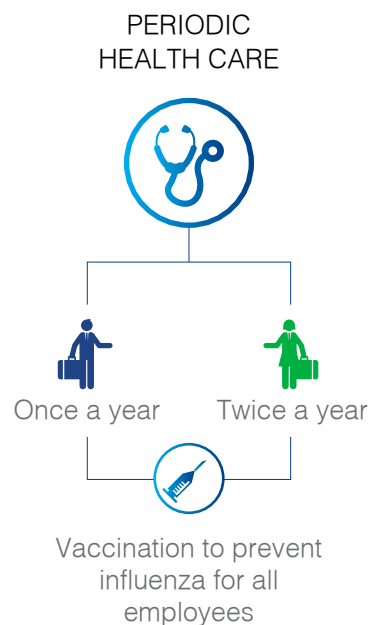 PERIODIC
HEALTH CARE
Once a year
Twice a year
Vaccination to prevent
influenza for all
employees